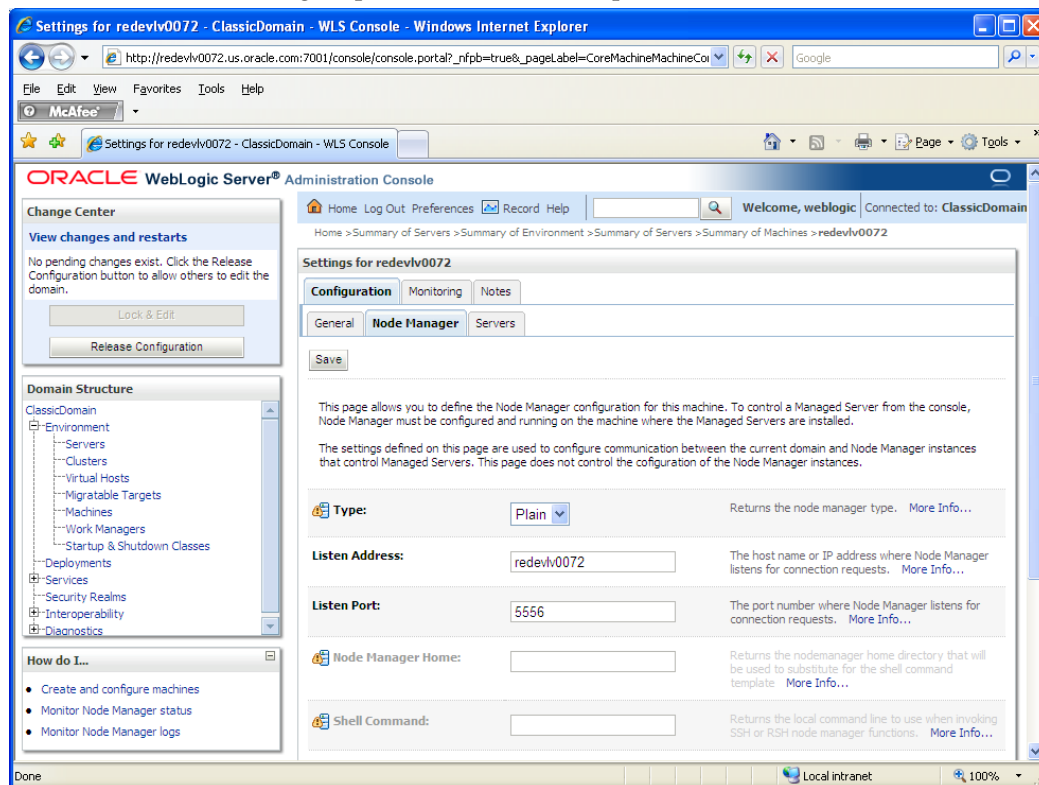 Settings for redevlv0072 - ClassicDomain - WLS Console - Windows Internet Explorer
http://redevlv0072.us.oracle.com:7001/console/console.portal?_nfpb=true&_pageLabel=CoreMachineMachineCo
Google
File Edit View Favorites Tools Help
McAfee
Settings for redevlv0072 - ClassicDomain - WLS Console
Page Tools
ORACLE WebLogic Server® Administration Console
Change Center
View changes and restarts
No pending changes exist. Click the Release
Configuration button to allow others to edit the
domain.
Lock & Edit
Release Configuration
Domain Structure
ClassicDomain
Environment
Servers
Clusters
Virtual Hosts
Migratable Targets
Machines
Work Managers
Startup & Shutdown Classes
Deployments
Services
Security Realms
Interoperability
Diagnostics
How do I...
Create and configure machines
Monitor Node Manager status
Monitor Node Manager logs
Home Log Out Preferences Record Help
Welcome, weblogic Connected to: ClassicDomain
Home >Summary of Servers >Summary of Environment >Summary of Servers >Summary of Machines >redevlv0072
Settings for redevlv0072
Configuration Monitoring Notes
General Node Manager Servers
Save
This page allows you to define the Node Manager configuration for this machine. To control a Managed Server from the console,
Node Manager must be configured and running on the machine where the Managed Servers are installed.
The settings defined on this page are used to configure communication between the current domain and Node Manager instances
that control Managed Servers. This page does not control the cofiguration of the Node Manager instances.
Type: Plain Returns the node manager type. More Info...
Listen Address: redevlv0072 The host name or IP address where Node Manager
listens for connection requests. More Info...
Listen Port: 5556 The port number where Node Manager listens for
connection requests. More Info...
Node Manager Home: Returns the nodemanager home directory that will
be used to substitute for the shell command
template More Info...
Shell Command: Returns the local command line to use when invoking
SSH or RSH node manager functions. More Info...
Done Local intranet 100%